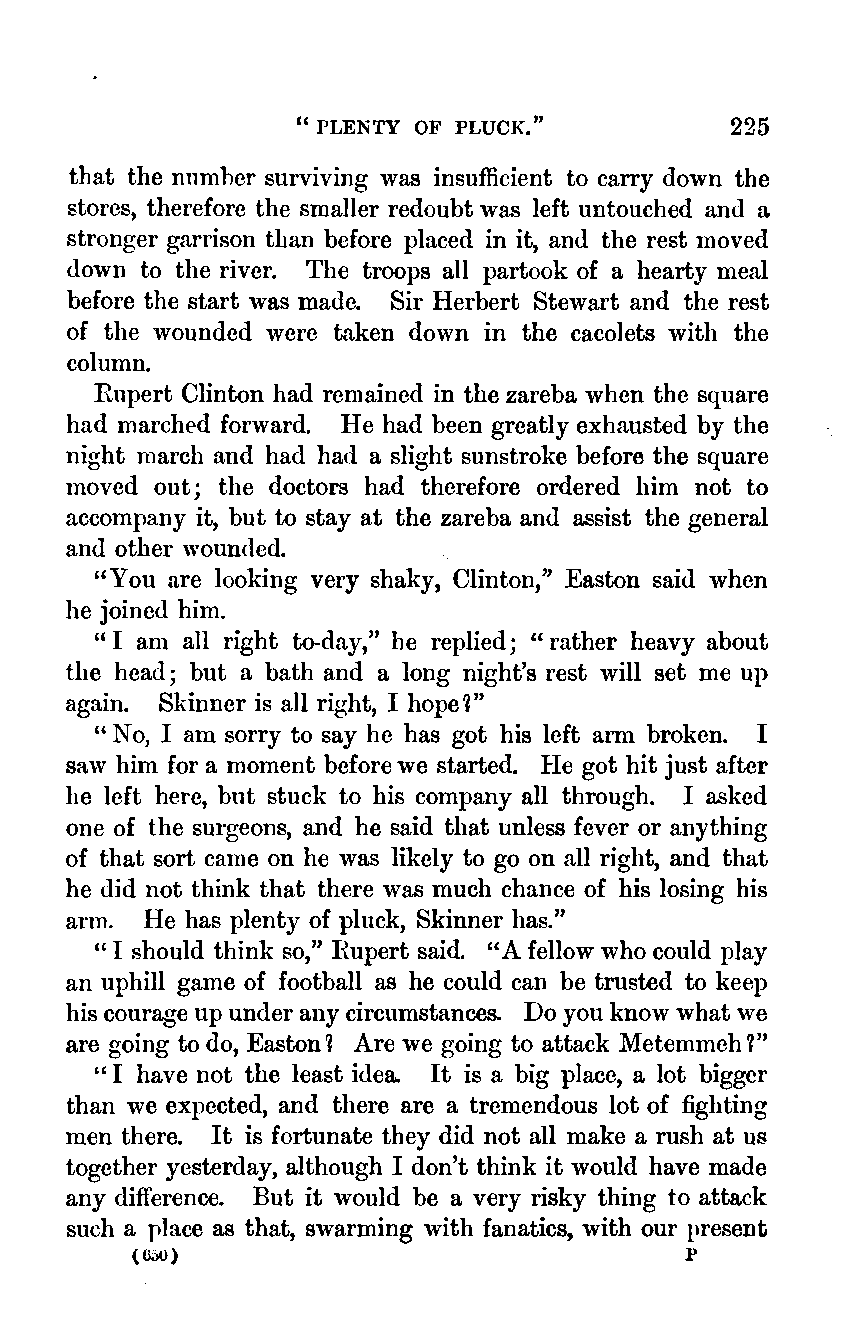 “ PLENTY OF PLUCK.” 225
that the number surviving was insufficient to carry down the
stores, therefore the smaller redoubt was left untouched and a
stronger garrison than before placed in it, and the rest moved
down to the river. The troops all partook of a hearty meal
before the start was made. Sir Herbert Stewart and the rest
of the wounded were taken down in the cacolets with the
column.
Rupert Clinton had remained in the zareba when the square
had marched forward. He had been greatly exhausted by the
night march and had had a slight sunstroke before the square
moved out; the doctors had therefore ordered him not to
accompany it, but to stay at the zareba and assist the general
and other wounded.
“You are looking very shaky, Clinton,” Easton said when
he joined him.
“ I am all right to-day,” he replied; “ rather heavy about
the head; but a bath and a long night’s rest will set me up
again. Skinner is all right, I hope?”
“ No, I am sorry to say he has got his left arm broken. I
saw him for a moment before we started. He got hit just after
he left here, but stuck to his company all through. I asked
one of the surgeons, and he said that unless fever or anything
of that sort came on he was likely to go on all right, and that
he did not think that there was much chance of his losing his
arm. He has plenty of pluck, Skinner has.”
“ I should think so,” Rupert said. “A fellow who could play
an uphill game of football as he could can be trusted to keep
his courage up under any circumstances. Do you know what we
are going to do, Easton? Are we going to attack Metemmeh?”
“I have not the least idea. It is a big place, a lot bigger
than we expected, and there are a tremendous lot of fighting
men there. It is fortunate they did not all make a rush at us
together yesterday, although I don’t think it would have made
any difference. But it would be a very risky thing to attack
such a place as that, swarming with fanatics, with our present
(650) P